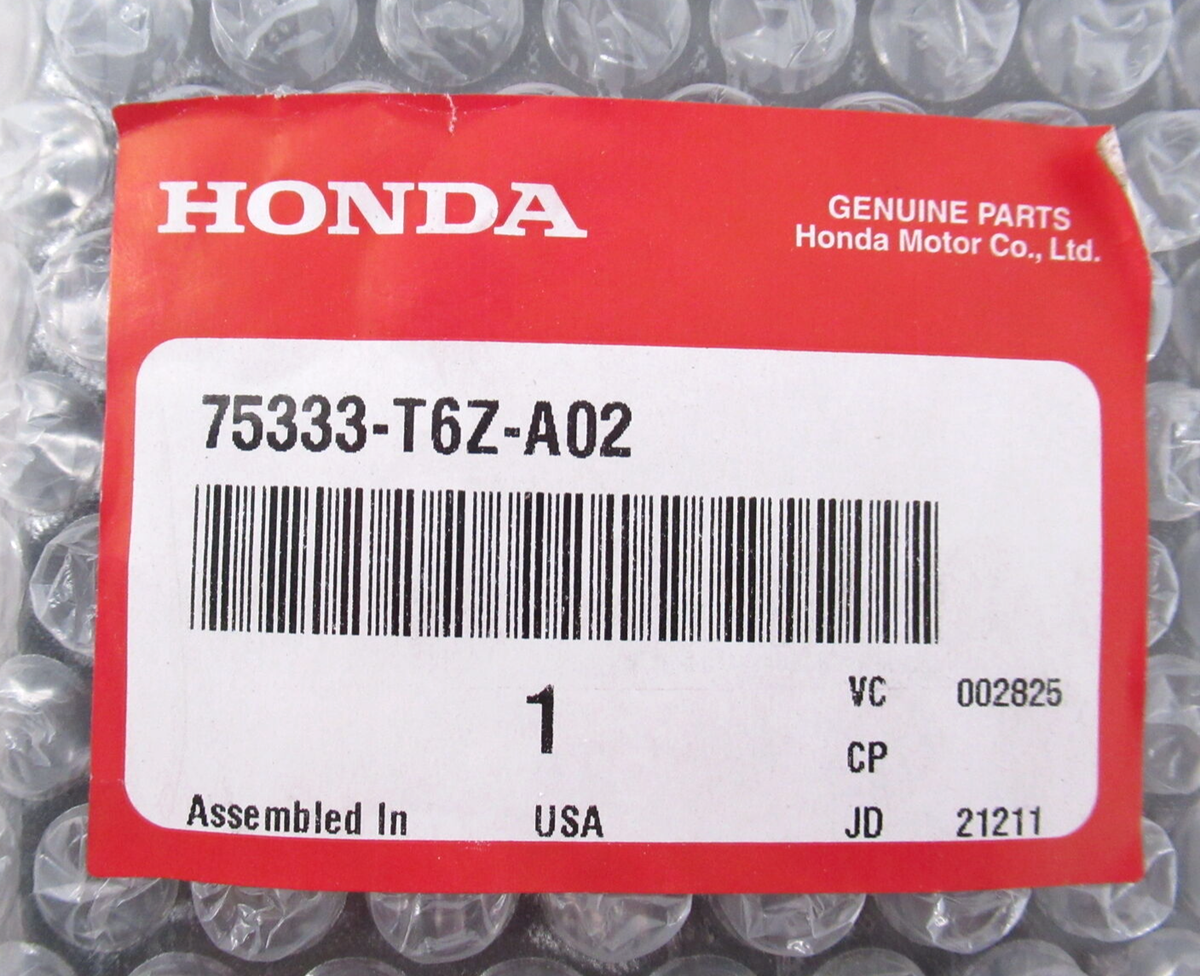 HONDA
GENUINE PARTS
Honda Motor Co., Ltd.
75333-T6Z-A02
1
VC 002825
CP
Assembled In USA JD 21211